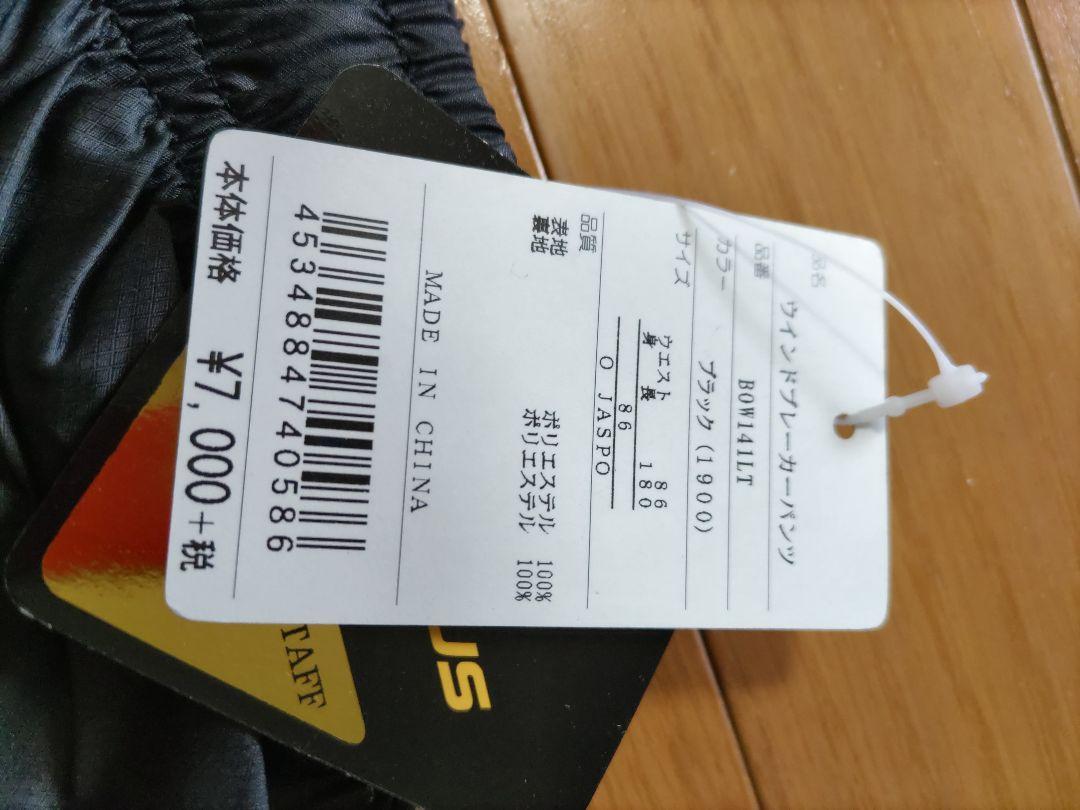 品名 ウインドブレーカーパンツ
品番 BOW141LT
カラー ブラック(1900)
サイズ ウエスト 86
身長 180
86
O JASPO
品質
表地 ポリエステル 100%
裏地 ポリエステル 100%
MADE IN CHINA
4534884740586
本体価格 ¥7,000+税
US
TAFF